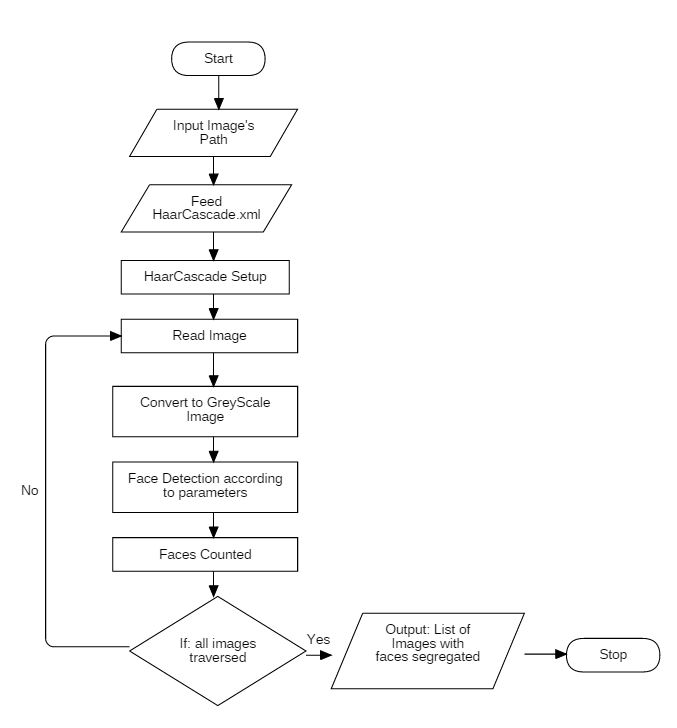 Start
Input Image's
Path
Feed
HaarCascade.xml
HaarCascade Setup
Read Image
Convert to GreyScale
Image
Face Detection according
to parameters
No
Faces Counted
If: all images
traversed
Yes
Output: List of
Images with
faces segregated
Stop